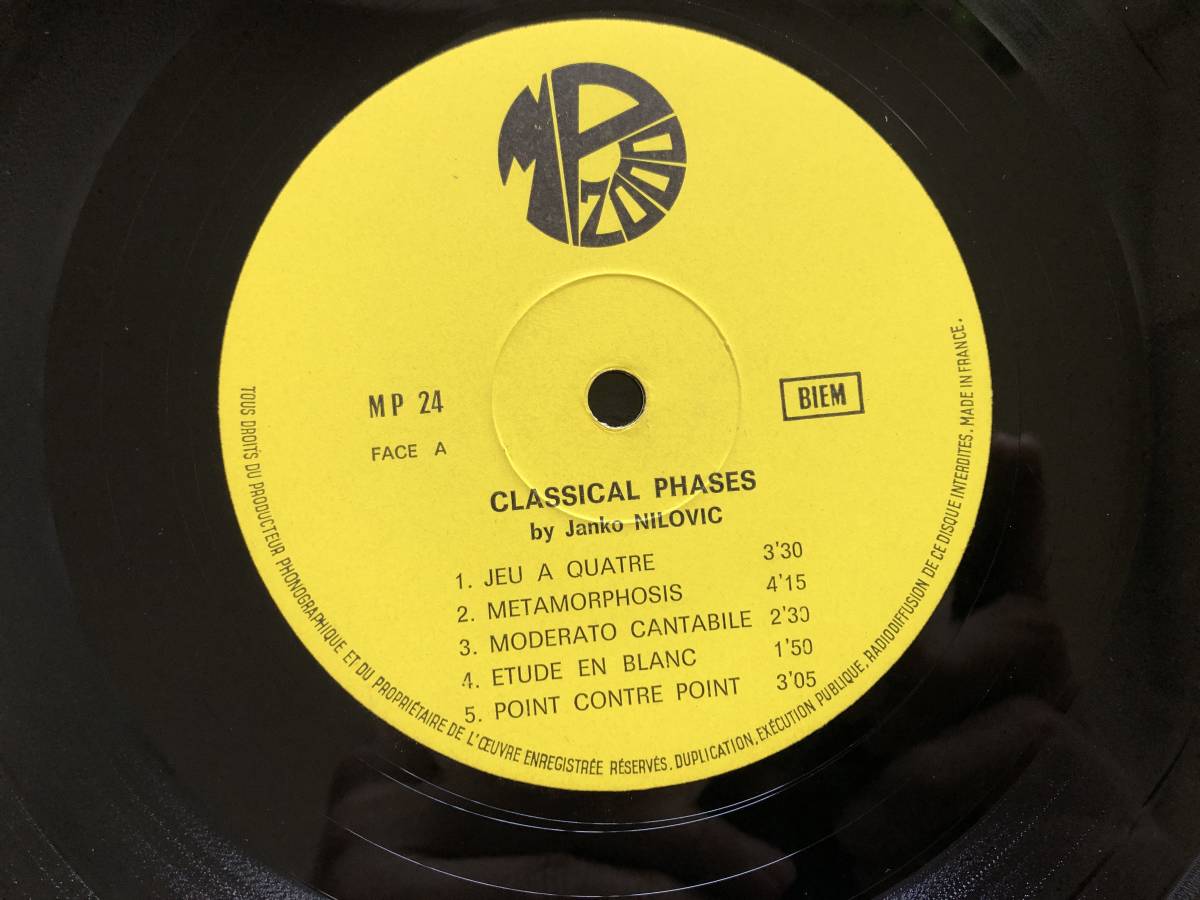 MP 2000
MP 24
BIEM
FACE A
CLASSICAL PHASES
by Janko NILOVIC
1. JEU A QUATRE 3'30
2. METAMORPHOSIS 4'15
3. MODERATO CANTABILE 2'30
4. ETUDE EN BLANC 1'50
5. POINT CONTRE POINT 3'05
TOUS DROITS DU PRODUCTEUR PHONOGRAPHIQUE ET DU PROPRIÉTAIRE DE L'ŒUVRE ENREGISTRÉE RÉSERVÉS. DUPLICATION, EXÉCUTION PUBLIQUE, RADIODIFFUSION DE CE DISQUE INTERDITES. MADE IN FRANCE.